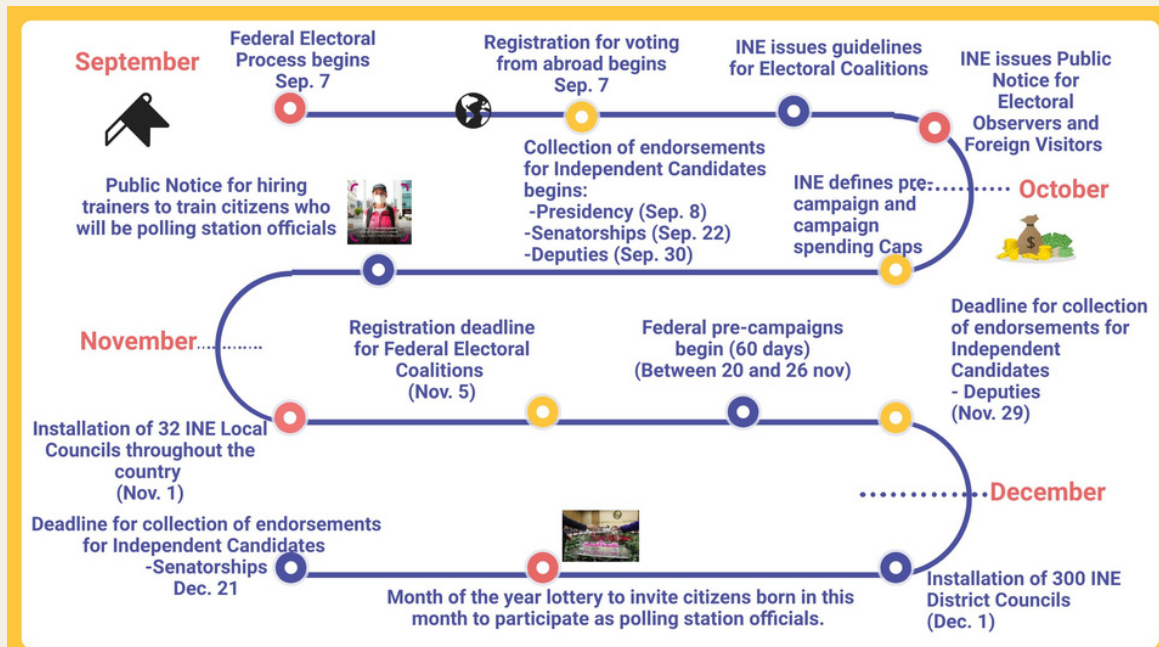 September
Federal Electoral
Process begins
Sep. 7
Registration for voting
from abroad begins
Sep. 7
INE issues guidelines
for Electoral Coalitions
INE issues Public
Notice for
Electoral
Observers and
Foreign Visitors
Collection of endorsements
for Independent Candidates
begins:
-Presidency (Sep. 8)
-Senatorships (Sep. 22)
-Deputies (Sep. 30)
October
INE defines pre-
campaign and
campaign
spending Caps
Public Notice for hiring
trainers to train citizens who
will be polling station officials
November
Installation of 32 INE Local
Councils throughout the
country
(Nov. 1)
Registration deadline
for Federal Electoral
Coalitions
(Nov. 5)
Federal pre-campaigns
begin (60 days)
(Between 20 and 26 nov)
Deadline for collection
of endorsements for
Independent
Candidates
- Deputies
(Nov. 29)
December
Installation of 300 INE
District Councils
(Dec. 1)
Month of the year lottery to invite citizens born in this
month to participate as polling station officials.
Deadline for collection of endorsements
for Independent Candidates
-Senatorships
Dec. 21